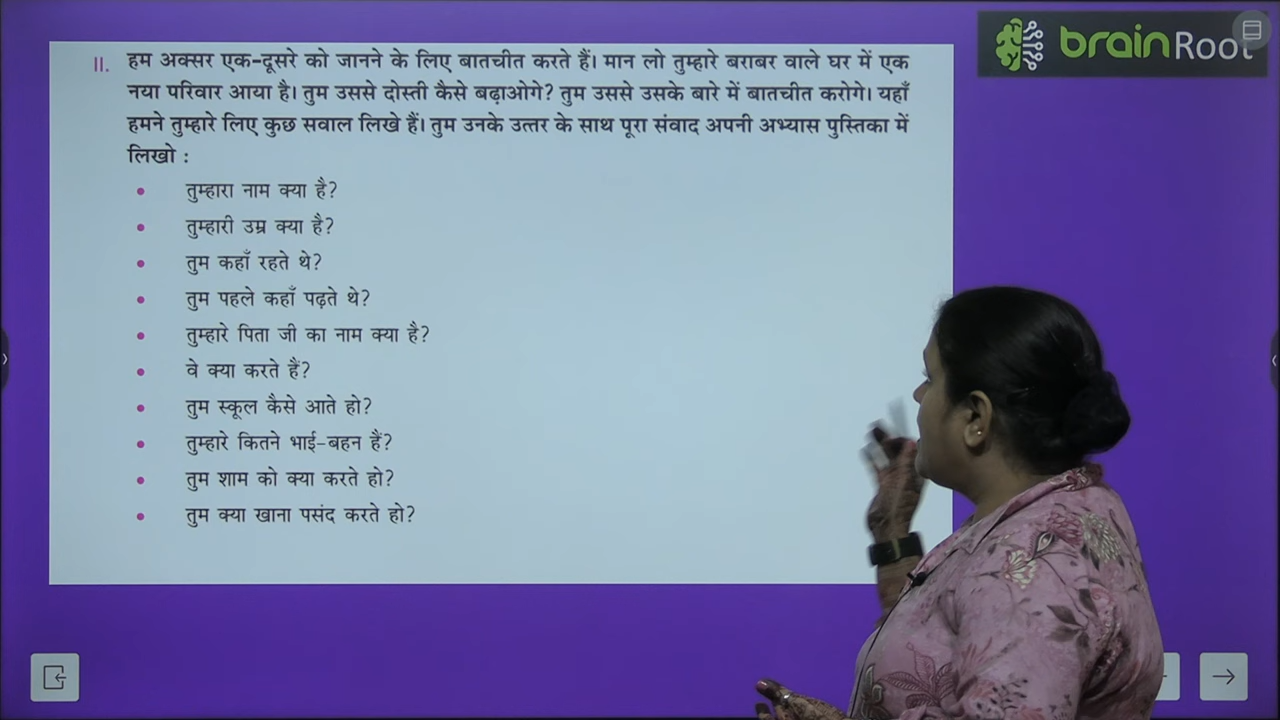 brainRoot
II. हम अक्सर एक-दूसरे को जानने के लिए बातचीत करते हैं। मान लो तुम्हारे बराबर वाले घर में एक
नया परिवार आया है। तुम उससे दोस्ती कैसे बढ़ाओगे? तुम उससे उसके बारे में बातचीत करोगे। यहाँ
हमने तुम्हारे लिए कुछ सवाल लिखे हैं। तुम उनके उत्तर के साथ पूरा संवाद अपनी अभ्यास पुस्तिका में
लिखो :
• तुम्हारा नाम क्या है?
• तुम्हारी उम्र क्या है?
• तुम कहाँ रहते थे?
• तुम पहले कहाँ पढ़ते थे?
• तुम्हारे पिता जी का नाम क्या है?
• वे क्या करते हैं?
• तुम स्कूल कैसे आते हो?
• तुम्हारे कितने भाई-बहन हैं?
• तुम शाम को क्या करते हो?
• तुम क्या खाना पसंद करते हो?